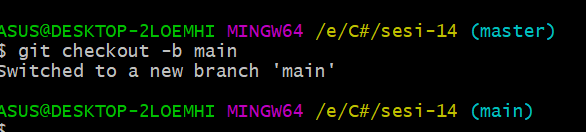 ASUS@DESKTOP-2LOEMHI MINGW64 /e/C#/sesi-14 (master)
$ git checkout -b main
Switched to a new branch 'main'
ASUS@DESKTOP-2LOEMHI MINGW64 /e/C#/sesi-14 (main)
$